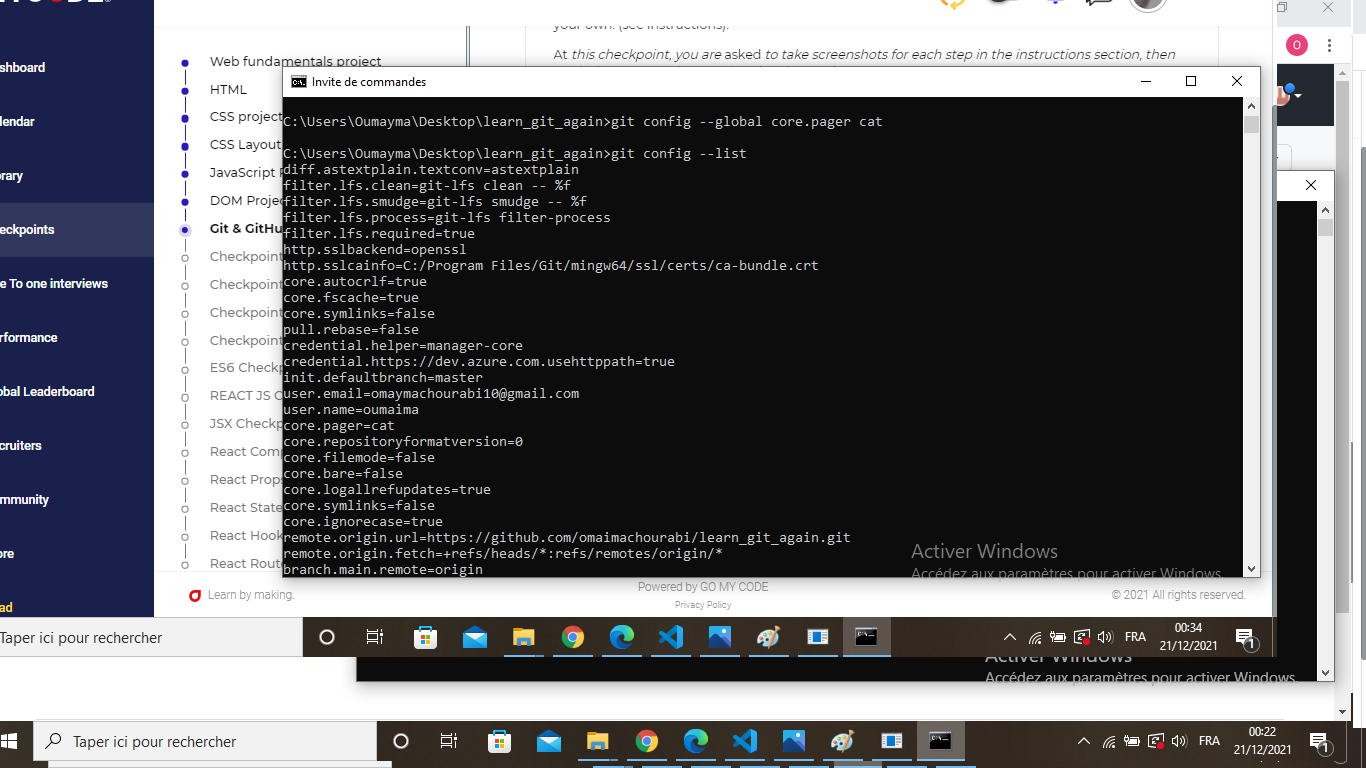 your own. (see instructions).
At this checkpoint, you are asked to take screenshots for each step in the instructions section, then
shboard
lendar
rary
eckpoints
e To one interviews
rformance
obal Leaderboard
cruiters
mmunity
ore
ad
Web fundamentals project
HTML
CSS project
CSS Layout
JavaScript
DOM Projec
Git & GitHu
Checkpoint
Checkpoint
Checkpoint
Checkpoint
ES6 Checkp
REACT JS C
JSX Checkp
React Com
React Props
React State
React Hook
React Rout
Invite de commandes
C:\Users\Oumayma\Desktop\learn_git_again>git config --global core.pager cat
C:\Users\Oumayma\Desktop\learn_git_again>git config --list
diff.astextplain.textconv=astextplain
filter.lfs.clean=git-lfs clean -- %f
filter.lfs.smudge=git-lfs smudge -- %f
filter.lfs.process=git-lfs filter-process
filter.lfs.required=true
http.sslbackend=openssl
http.sslcainfo=C:/Program Files/Git/mingw64/ssl/certs/ca-bundle.crt
core.autocrlf=true
core.fscache=true
core.symlinks=false
pull.rebase=false
credential.helper=manager-core
credential.https://dev.azure.com.usehttppath=true
init.defaultbranch=master
user.email=omaymachourabi10@gmail.com
user.name=oumaima
core.pager=cat
core.repositoryformatversion=0
core.filemode=false
core.bare=false
core.logallrefupdates=true
core.symlinks=false
core.ignorecase=true
remote.origin.url=https://github.com/omaimachourabi/learn_git_again.git
remote.origin.fetch=+refs/heads/*:refs/remotes/origin/*
branch.main.remote=origin
Activer Windows
Accédez aux paramètres pour activer Windows.
O
Learn by making.
Powered by GO MY CODE
Privacy Policy
© 2021 All rights reserved.
Taper ici pour rechercher
FRA
00:34
21/12/2021
1
Activer Windows
Accédez aux paramètres pour activer Windows.
Taper ici pour rechercher
FRA
00:22
21/12/2021
1